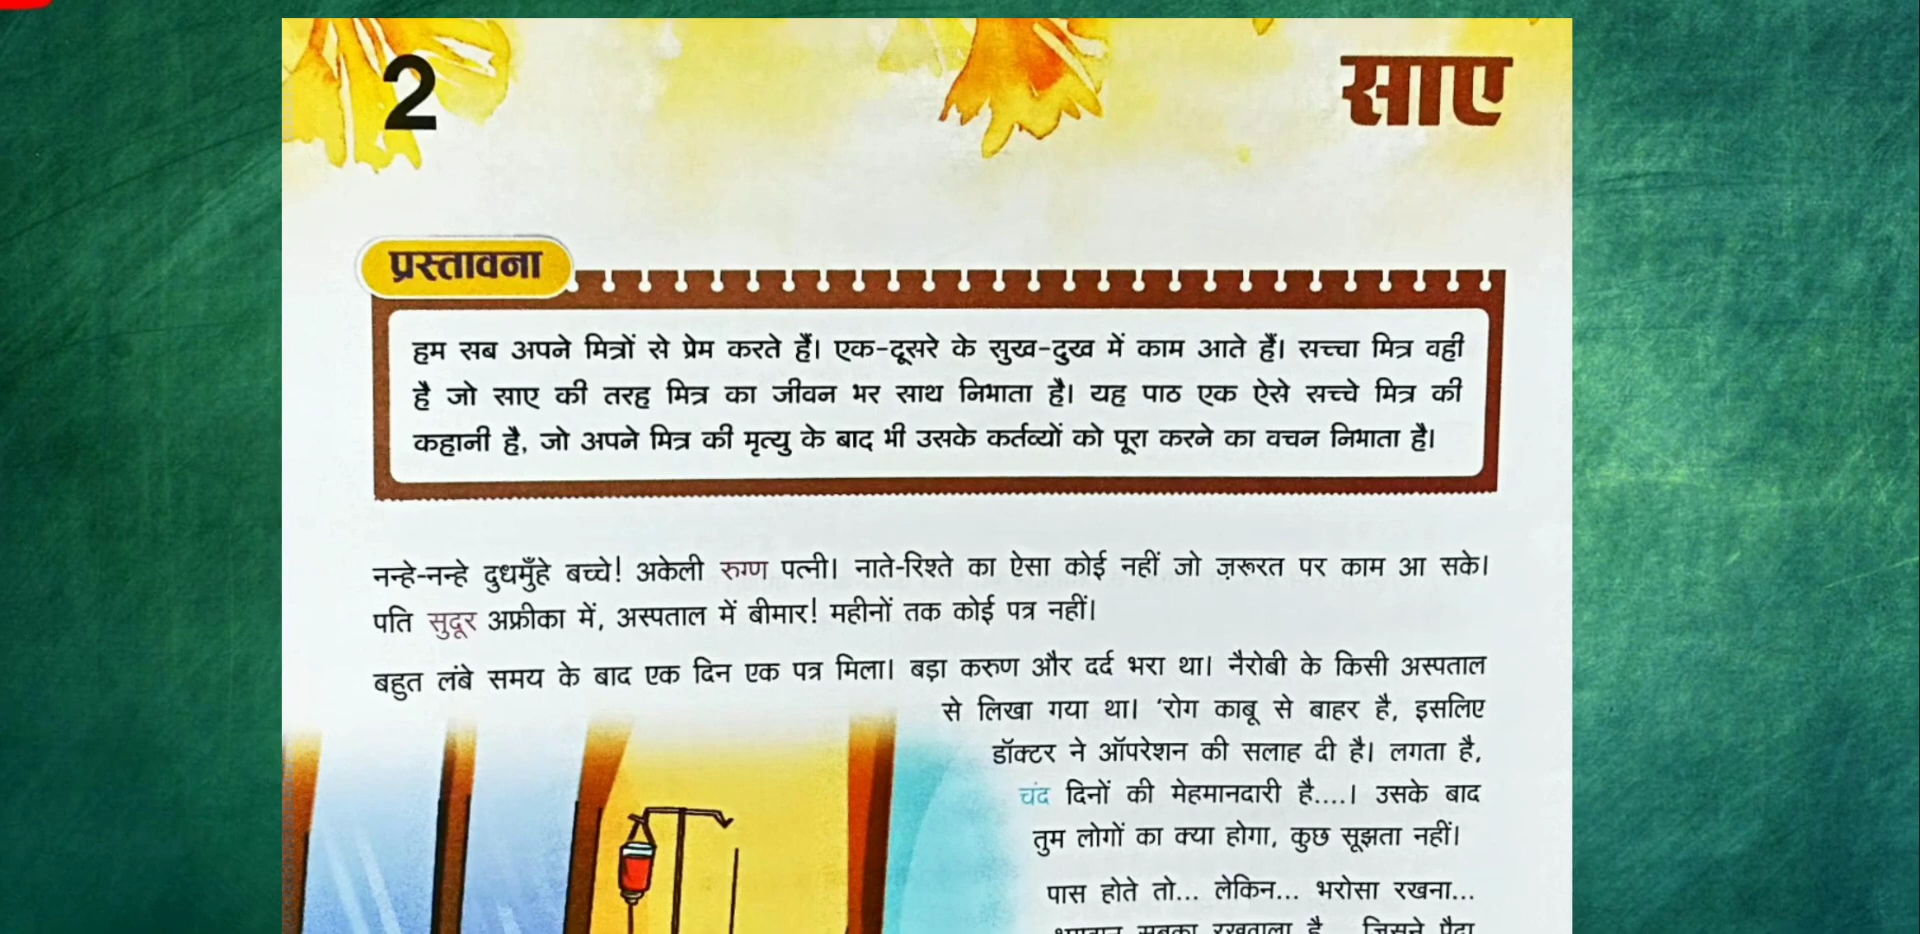 2
साए
प्रस्तावना
हम सब अपने मित्रों से प्रेम करते हैं। एक-दूसरे के सुख-दुख में काम आते हैं। सच्चा मित्र वही
है जो साए की तरह मित्र का जीवन भर साथ निभाता है। यह पाठ एक ऐसे सच्चे मित्र की
कहानी है, जो अपने मित्र की मृत्यु के बाद भी उसके कर्तव्यों को पूरा करने का वचन निभाता है।
नन्हे-नन्हे दुधमुँहे बच्चे! अकेली रुग्ण पत्नी। नाते-रिश्ते का ऐसा कोई नहीं जो ज़रूरत पर काम आ सके।
पति सुदूर अफ्रीका में, अस्पताल में बीमार! महीनों तक कोई पत्र नहीं।
बहुत लंबे समय के बाद एक दिन एक पत्र मिला। बड़ा करुण और दर्द भरा था। नैरोबी के किसी अस्पताल
से लिखा गया था। ‘रोग काबू से बाहर है, इसलिए
डॉक्टर ने ऑपरेशन की सलाह दी है। लगता है,
चंद दिनों की मेहमानदारी है....। उसके बाद
तुम लोगों का क्या होगा, कुछ सूझता नहीं।
पास होते तो... लेकिन... भरोसा रखना...
सबका रखवाला है... जिसने पैदा